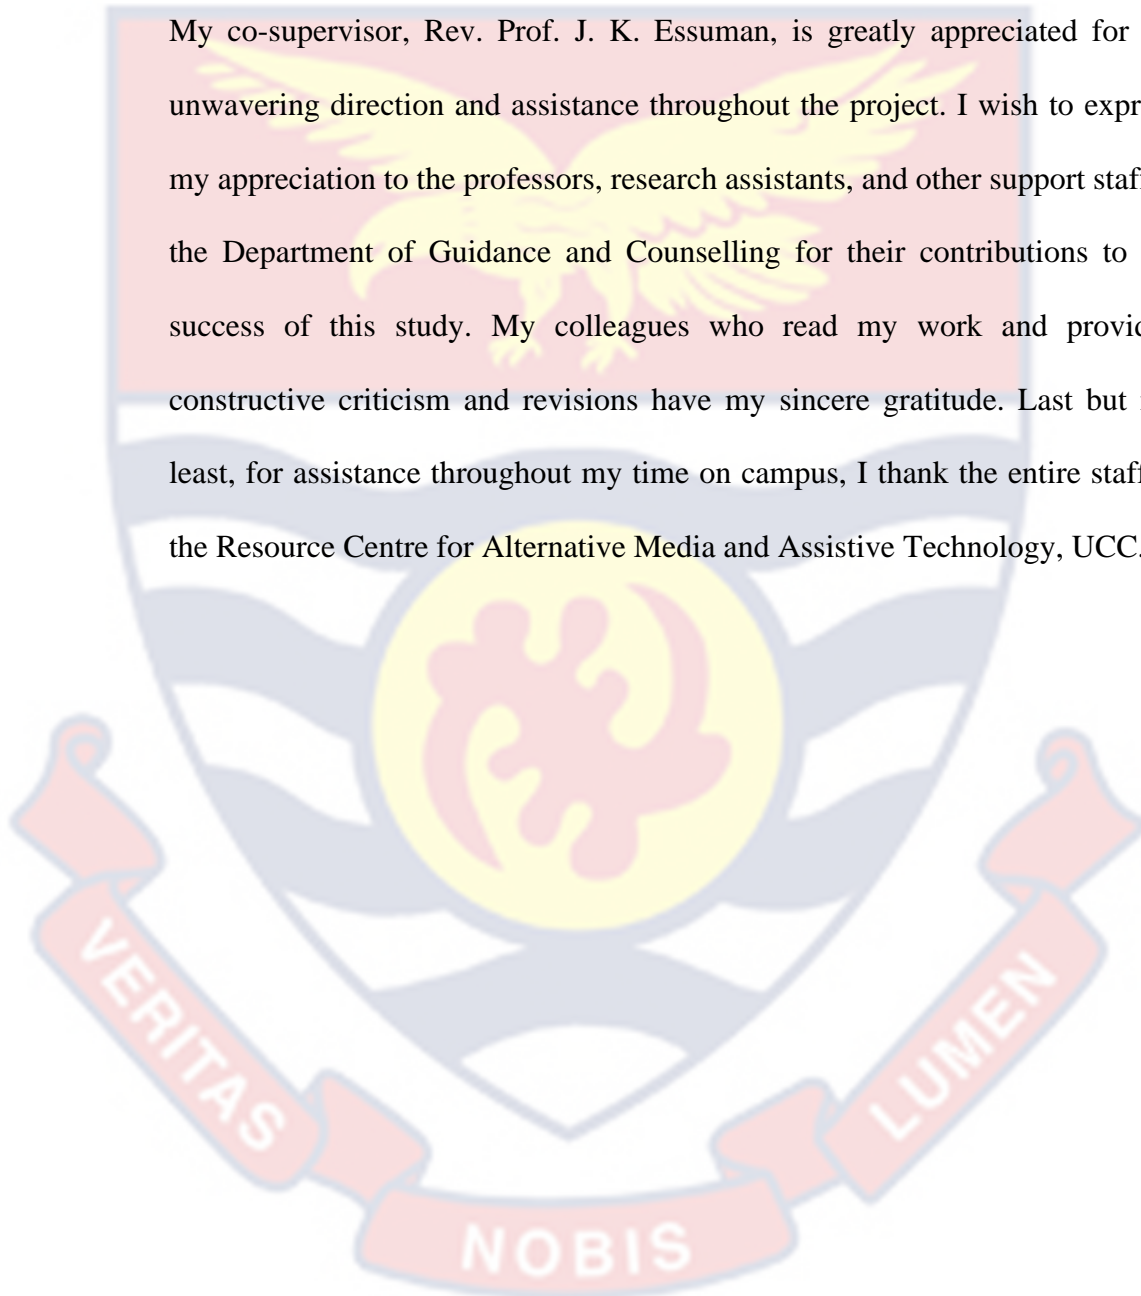 My co-supervisor, Rev. Prof. J. K. Essuman, is greatly appreciated for
unwavering direction and assistance throughout the project. I wish to
my appreciation to the professors, research assistants, and other support
the Department of Guidance and Counselling for their contributions to
success of this study. My colleagues who read my work and
constructive criticism and revisions have my sincere gratitude. Last but
least, for assistance throughout my time on campus, I thank the entire staff
the Resource Centre for Alternative Media and Assistive Technology, UCC.
VERITAS
NOBIS
LUMEN